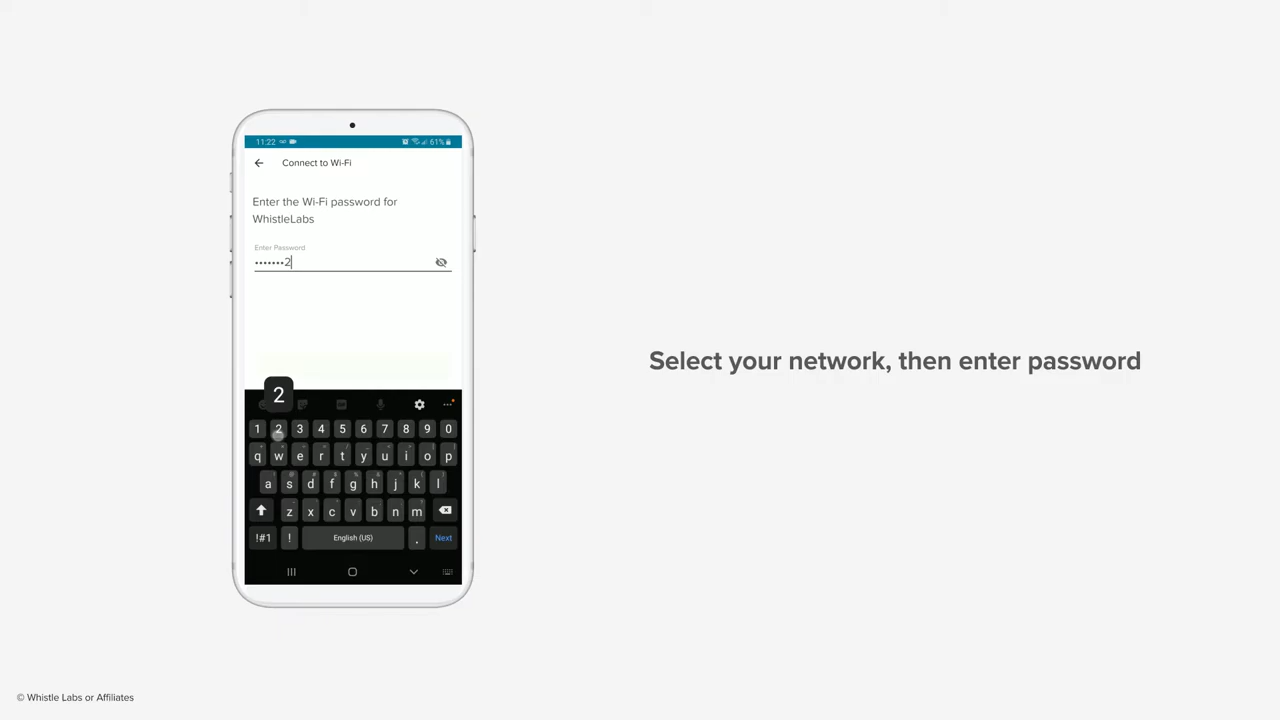 11:22
61%
Connect to Wi-Fi
Enter the Wi-Fi password for
WhistleLabs
Enter Password
•••••••2
Select your network, then enter password
2
1 2 3 4 5 6 7 8 9 0
q w e r t y u i o p
a s d f g h j k l
z x c v b n m
!#1 ! English (US) . Next
© Whistle Labs or Affiliates